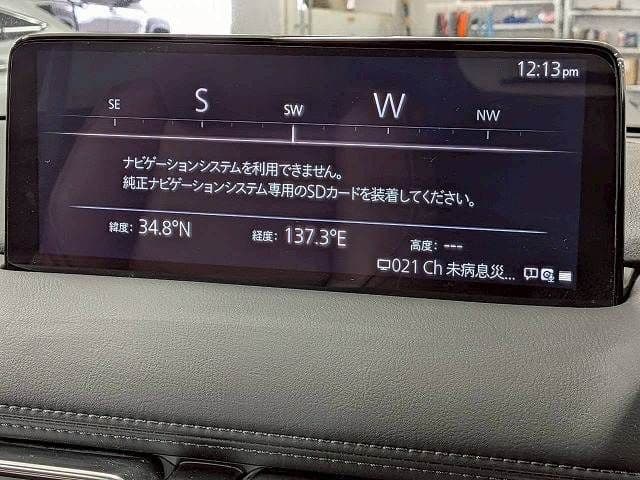 12:13pm
SE S SW W NW
ナビゲーションシステムを利用できません。
純正ナビゲーションシステム専用のSDカードを装着してください。
緯度: 34.8°N 経度: 137.3°E 高度: ---
021 Ch 未病息災...